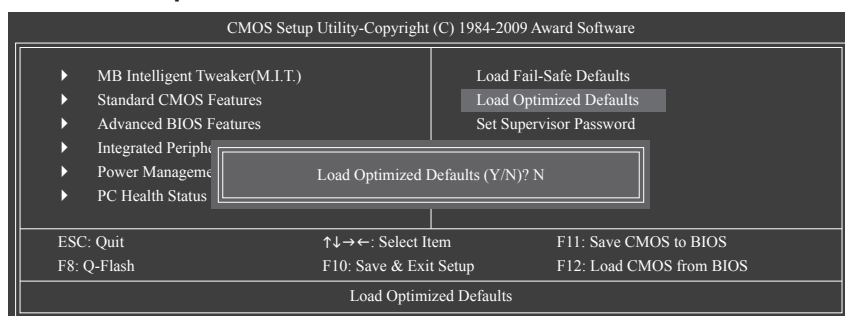 CMOS Setup Utility-Copyright (C) 1984-2009 Award Software
MB Intelligent Tweaker(M.I.T.)
Standard CMOS Features
Advanced BIOS Features
Integrated Periphe
Power Manageme
PC Health Status
Load Fail-Safe Defaults
Load Optimized Defaults
Set Supervisor Password
Load Optimized Defaults (Y/N)? N
ESC: Quit ↑↓→←: Select Item F11: Save CMOS to BIOS
F8: Q-Flash F10: Save & Exit Setup F12: Load CMOS from BIOS
Load Optimized Defaults